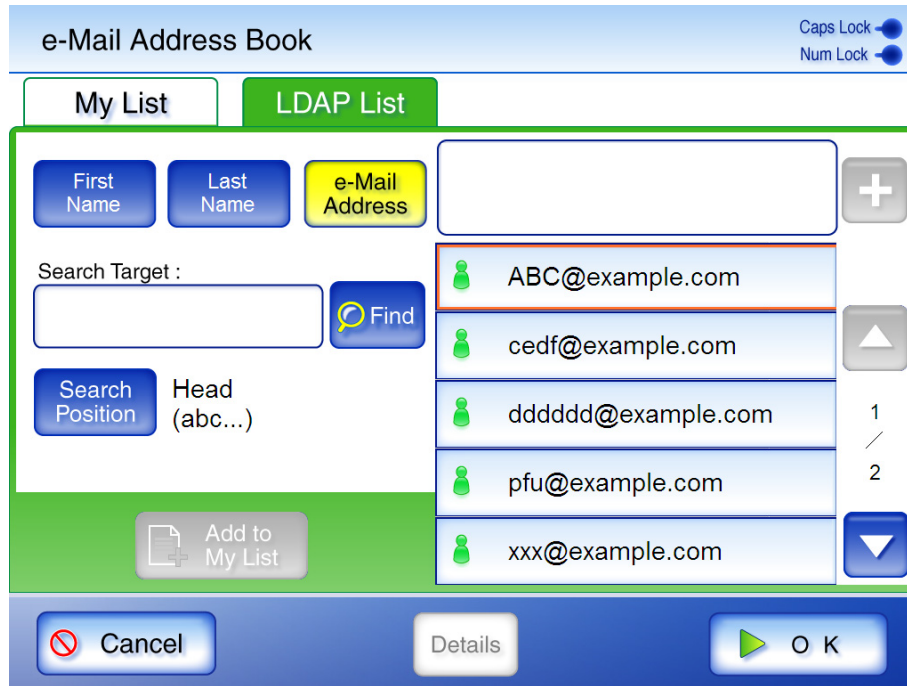 e-Mail Address Book
Caps Lock
Num Lock
My List
LDAP List
First
Name
Last
Name
e-Mail
Address
Search Target :
Find
Search
Position
Head
(abc...)
Add to
My List
ABC@example.com
cedf@example.com
dddddd@example.com
pfu@example.com
xxx@example.com
1
/
2
Cancel
Details
O K